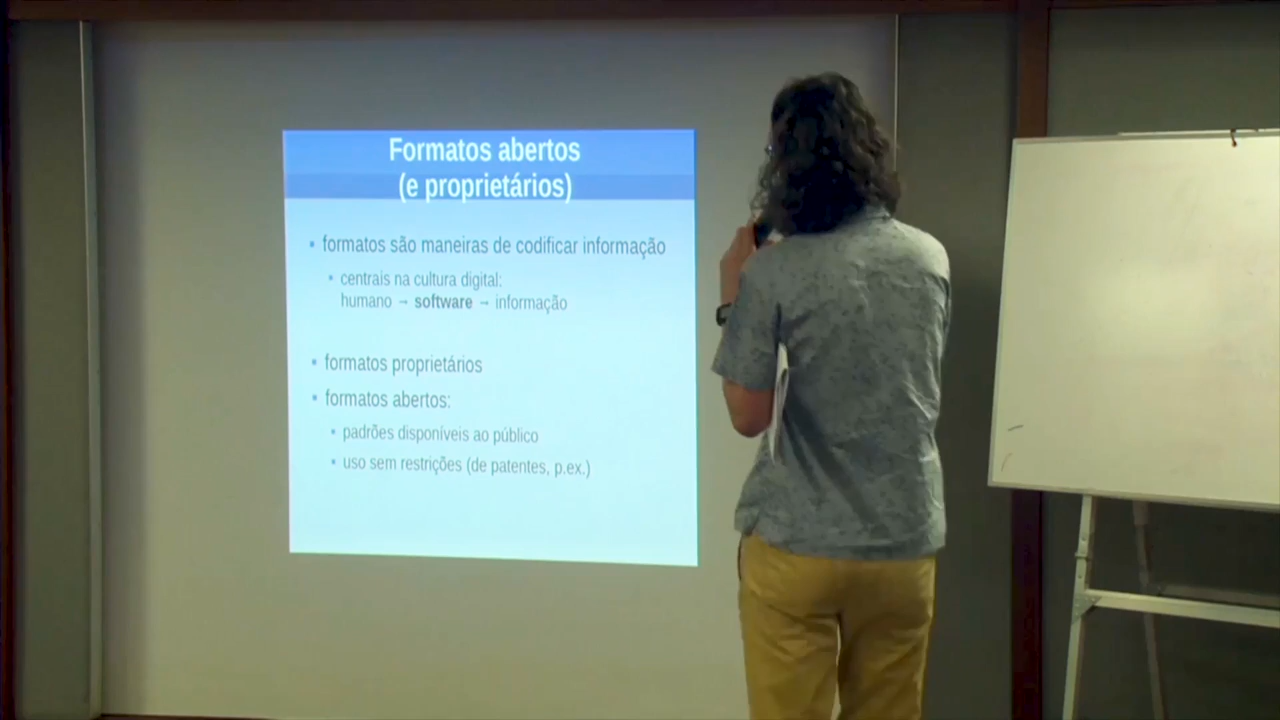 Formatos abertos
(e proprietários)
formatos são maneiras de codificar informação
centrais na cultura digital:
humano → software → informação
formatos proprietários
formatos abertos:
padrões disponíveis ao público
uso sem restrições (de patentes, p.ex.)